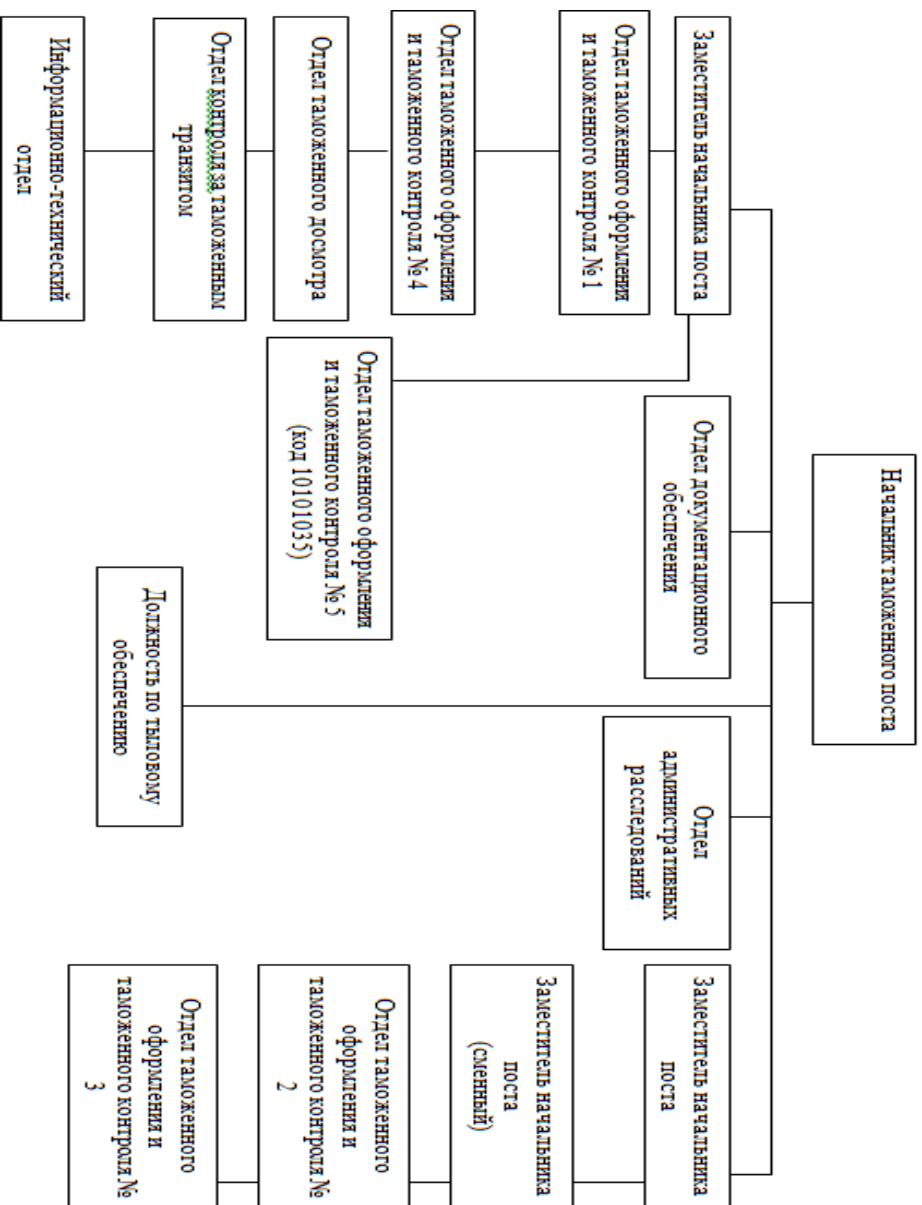 Начальник таможенного поста
Заместитель начальника поста
Отдел документационного
обеспечения
Отдел
административных
расследований
Заместитель начальника
поста
Отдел таможенного оформления
и таможенного контроля № 1
Отдел таможенного оформления
и таможенного контроля № 4
Отдел таможенного досмотра
Отдел контроля за таможенным
транзитом
Информационно-технический
отдел
Отдел таможенного оформления
и таможенного контроля № 5
(код 10101035)
Должность по тыловому
обеспечению
Заместитель начальника
поста
(сменный)
Отдел таможенного
оформления и
таможенного контроля №
2
Отдел таможенного
оформления и
таможенного контроля №
3